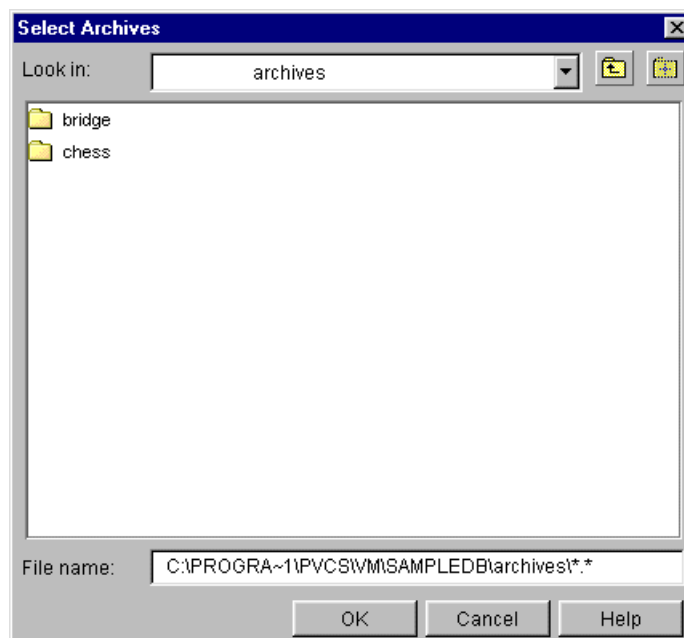 Select Archives
Look in: archives
bridge
chess
File name: C:\PROGRA~1\PVCS\VM\SAMPLEDB\archives\*.*
OK Cancel Help